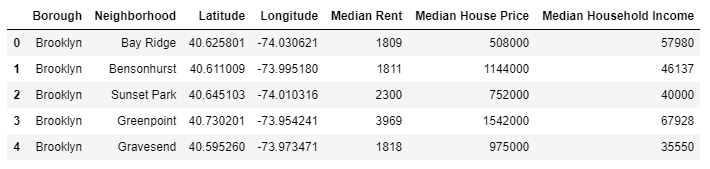 Borough Neighborhood Latitude Longitude Median Rent Median House Price Median Household Income
0 Brooklyn Bay Ridge 40.625801 -74.030621 1809 508000 57980
1 Brooklyn Bensonhurst 40.611009 -73.995180 1811 1144000 46137
2 Brooklyn Sunset Park 40.645103 -74.010316 2300 752000 40000
3 Brooklyn Greenpoint 40.730201 -73.954241 3969 1542000 67928
4 Brooklyn Gravesend 40.595260 -73.973471 1818 975000 35550